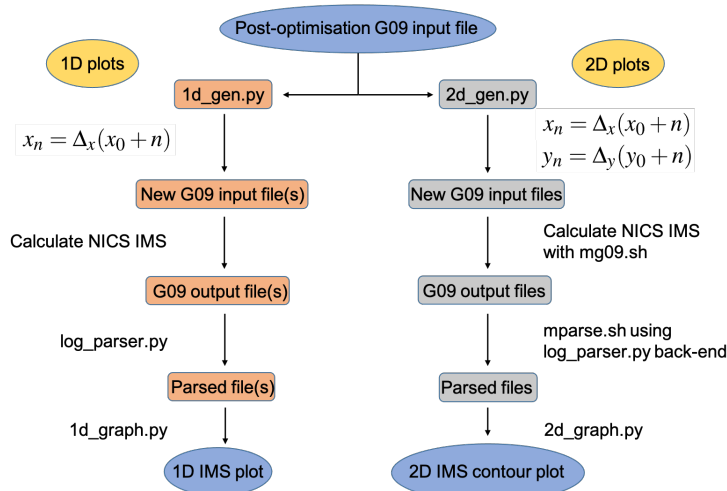 Post-optimisation G09 input file
1D plots
2D plots
1d_gen.py
2d_gen.py
xₙ = Δₓ(x₀ + n)
xₙ = Δₓ(x₀ + n)
yₙ = Δᵧ(y₀ + n)
New G09 input file(s)
New G09 input files
Calculate NICS IMS
Calculate NICS IMS
with mg09.sh
G09 output file(s)
G09 output files
log_parser.py
mparse.sh using
log_parser.py back-end
Parsed file(s)
Parsed files
1d_graph.py
2d_graph.py
1D IMS plot
2D IMS contour plot